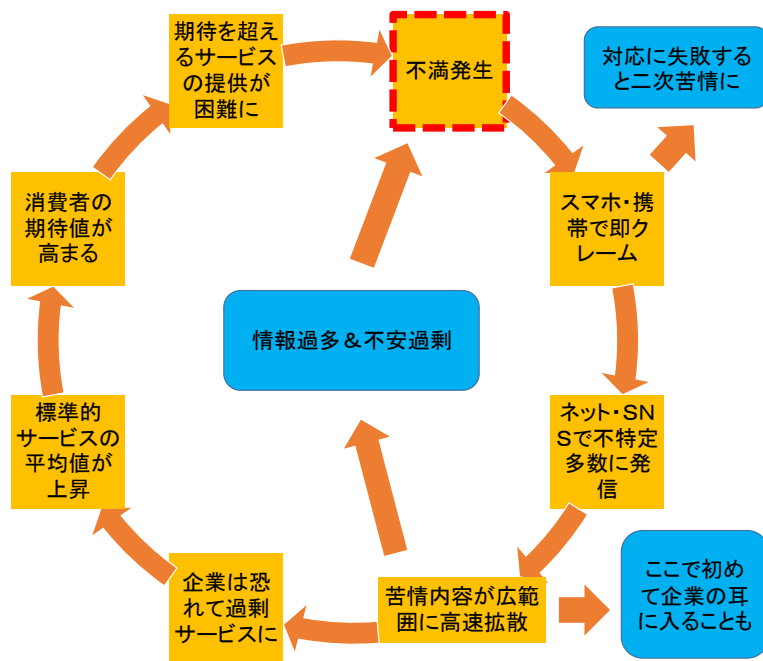 期待を超え
るサービス
の提供が
困難に
不満発生
対応に失敗する
と二次苦情に
スマホ・携
帯で即ク
レーム
ネット・SN
Sで不特定
多数に発
信
ここで初め
て企業の耳
に入ることも
苦情内容が広範
囲に高速拡散
企業は恐
れて過剰
サービスに
標準的
サービスの
平均値が
上昇
消費者の
期待値が
高まる
情報過多＆不安過剰